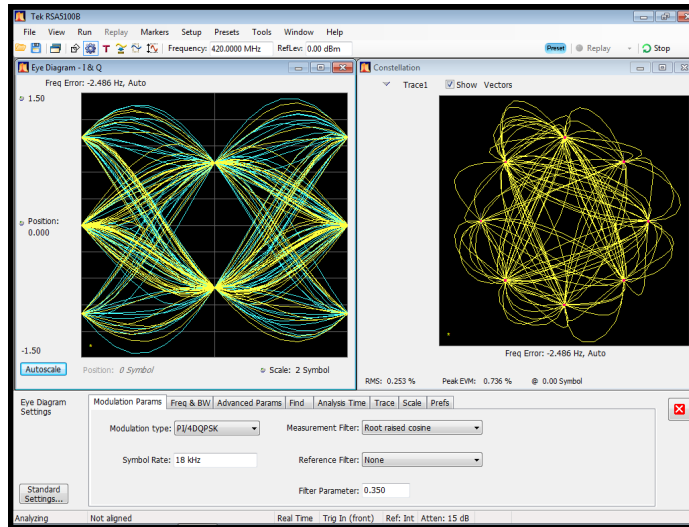 Tek RSA5100B
File View Run Replay Markers Setup Presets Tools Window Help
T Frequency: 420.0000 MHz RefLev: 0.00 dBm Preset Replay Stop
Eye Diagram - I & Q
Freq Error: -2.486 Hz, Auto
1.50
Position:
0.000
-1.50
Autoscale Position: 0 Symbol Scale: 2 Symbol
Constellation
Trace1 Show Vectors
Freq Error: -2.486 Hz, Auto
RMS: 0.253 % Peak EVM: 0.736 % @ 0.00 Symbol
Eye Diagram
Settings
Modulation Params Freq & BW Advanced Params Find Analysis Time Trace Scale Prefs
Modulation type: PI/4DQPSK Measurement Filter: Root raised cosine
Symbol Rate: 18 kHz Reference Filter: None
Filter Parameter: 0.350
Standard
Settings...
Analyzing Not aligned Real Time Trig In (front) Ref: Int Atten: 15 dB